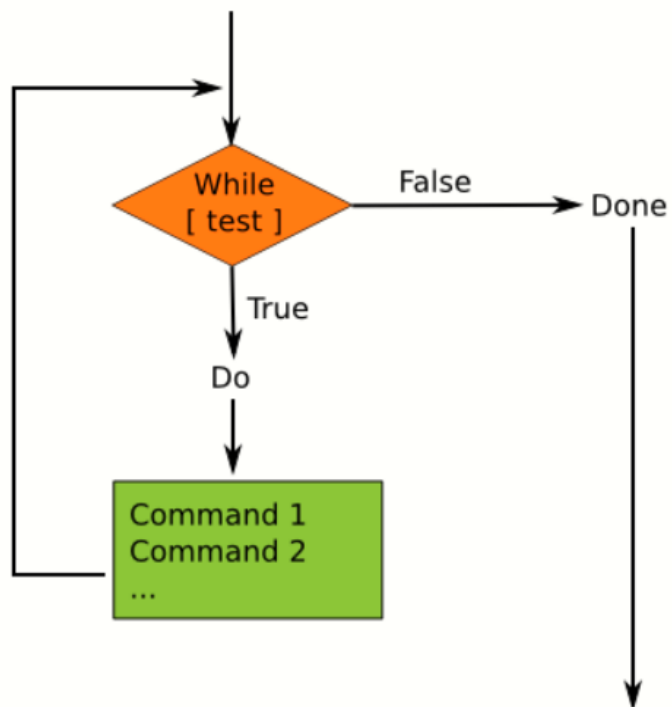 While
[ test ]
False
Done
True
Do
Command 1
Command 2
...